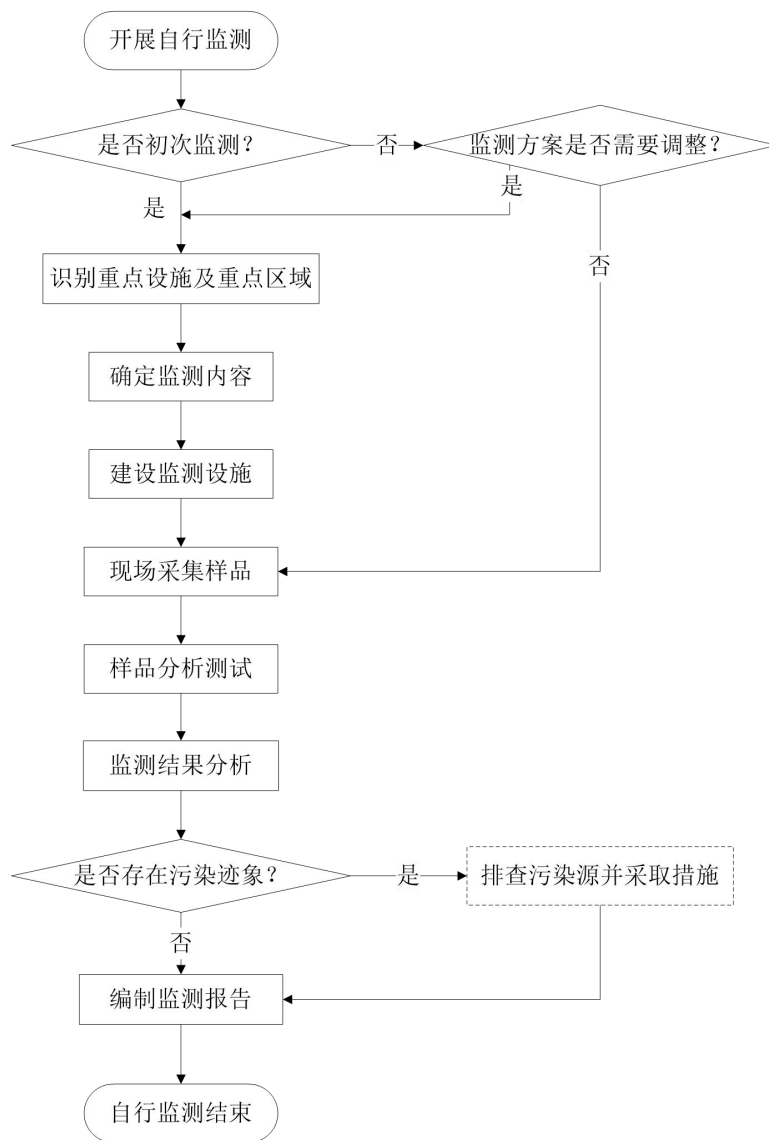 开展自行监测
是否初次监测？
否
监测方案是否需要调整？
是
是
识别重点设施及重点区域
否
确定监测内容
建设监测设施
现场采集样品
样品分析测试
监测结果分析
是否存在污染迹象？
是
排查污染源并采取措施
否
编制监测报告
自行监测结束